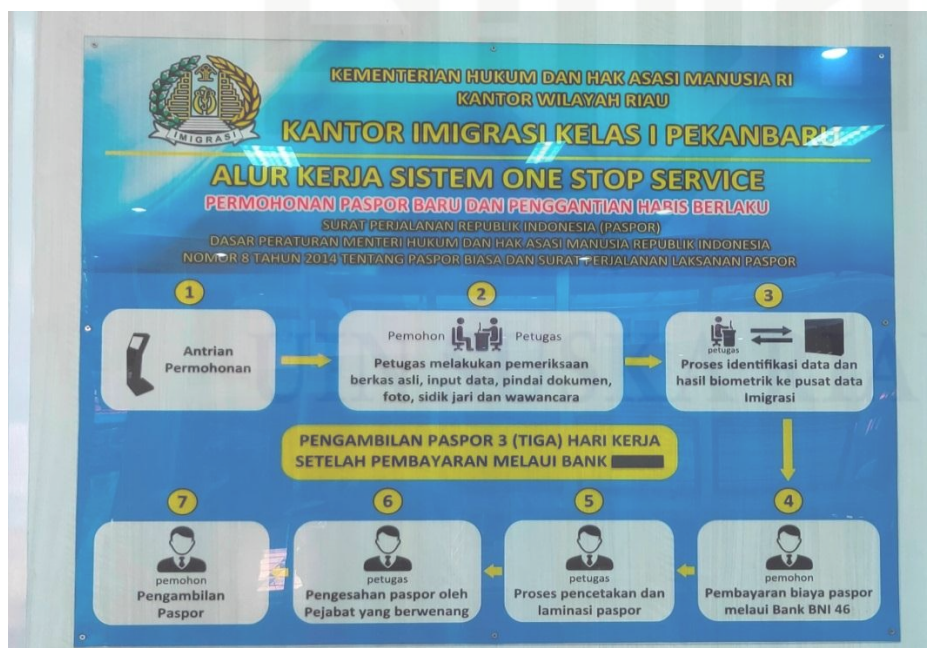 KEMENTERIAN HUKUM DAN HAK ASASI MANUSIA RI
KANTOR WILAYAH RIAU
IMIGRASI
KANTOR IMIGRASI KELAS I PEKANBARU
ALUR KERJA SISTEM ONE STOP SERVICE
PERMOHONAN PASPOR BARU DAN PENGGANTIAN HABIS BERLAKU
SURAT PERJALANAN REPUBLIK INDONESIA (PASPOR)
DASAR PERATURAN MENTERI HUKUM DAN HAK ASASI MANUSIA REPUBLIK INDONESIA
NOMOR 8 TAHUN 2014 TENTANG PASPOR BIASA DAN SURAT PERJALANAN LAKSANAN PASPOR
1
Antrian
Permohonan
2
Pemohon Petugas
Petugas melakukan pemeriksaan
berkas asli, input data, pindai dokumen,
foto, sidik jari dan wawancara
3
petugas
Proses identifikasi data dan
hasil biometrik ke pusat data
Imigrasi
PENGAMBILAN PASPOR 3 (TIGA) HARI KERJA
SETELAH PEMBAYARAN MELAUI BANK
7
pemohon
Pengambilan
Paspor
6
petugas
Pengesahan paspor oleh
Pejabat yang berwenang
5
petugas
Proses pencetakan dan
laminasi paspor
4
pemohon
Pembayaran biaya paspor
melaui Bank BNI 46